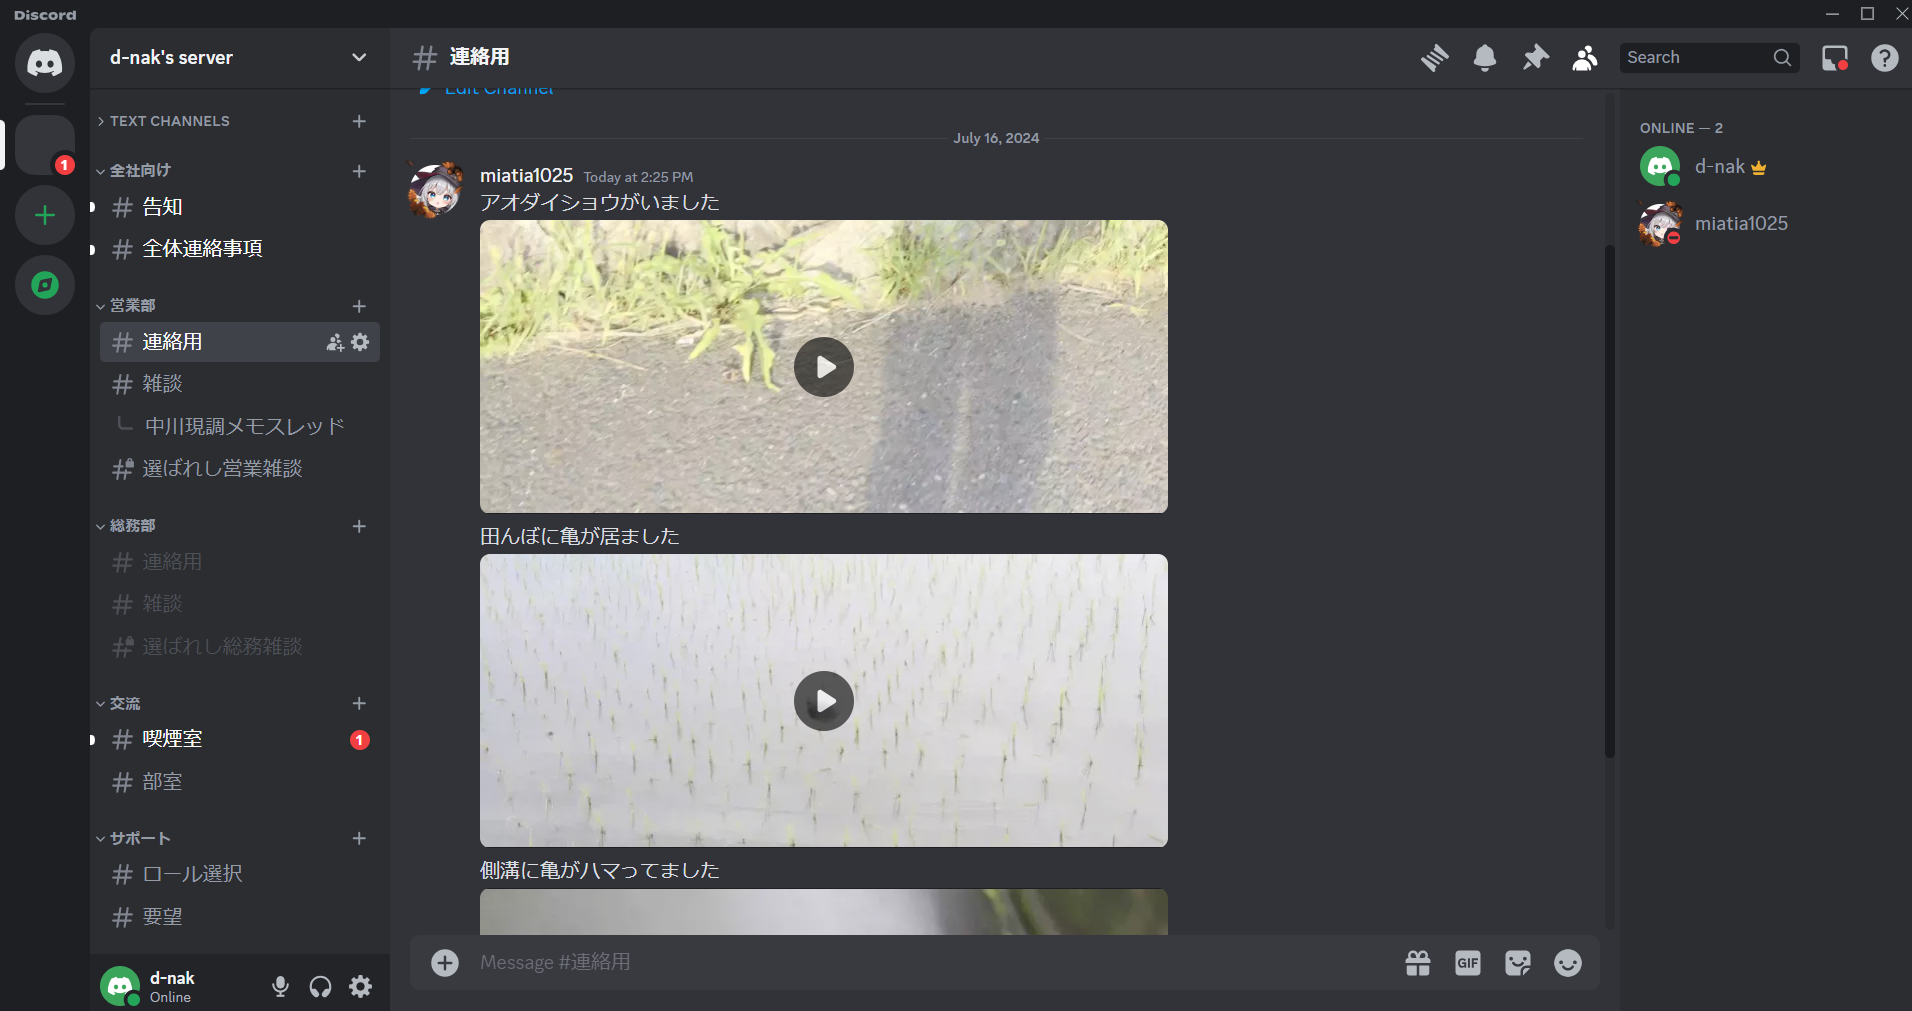 Discord
d-nak's server
連絡用
Search
Edit Channel
TEXT CHANNELS
全社向け
告知
全体連絡事項
営業部
連絡用
雑談
中川現調メモスレッド
選ばれし営業雑談
総務部
連絡用
雑談
選ばれし総務雑談
交流
喫煙室
1
部室
サポート
ロール選択
要望
1
d-nak
Online
July 16, 2024
miatia1025 Today at 2:25 PM
アオダイショウがいました
田んぼに亀が居ました
側溝に亀がハマってました
Message #連絡用
GIF
ONLINE — 2
d-nak
miatia1025